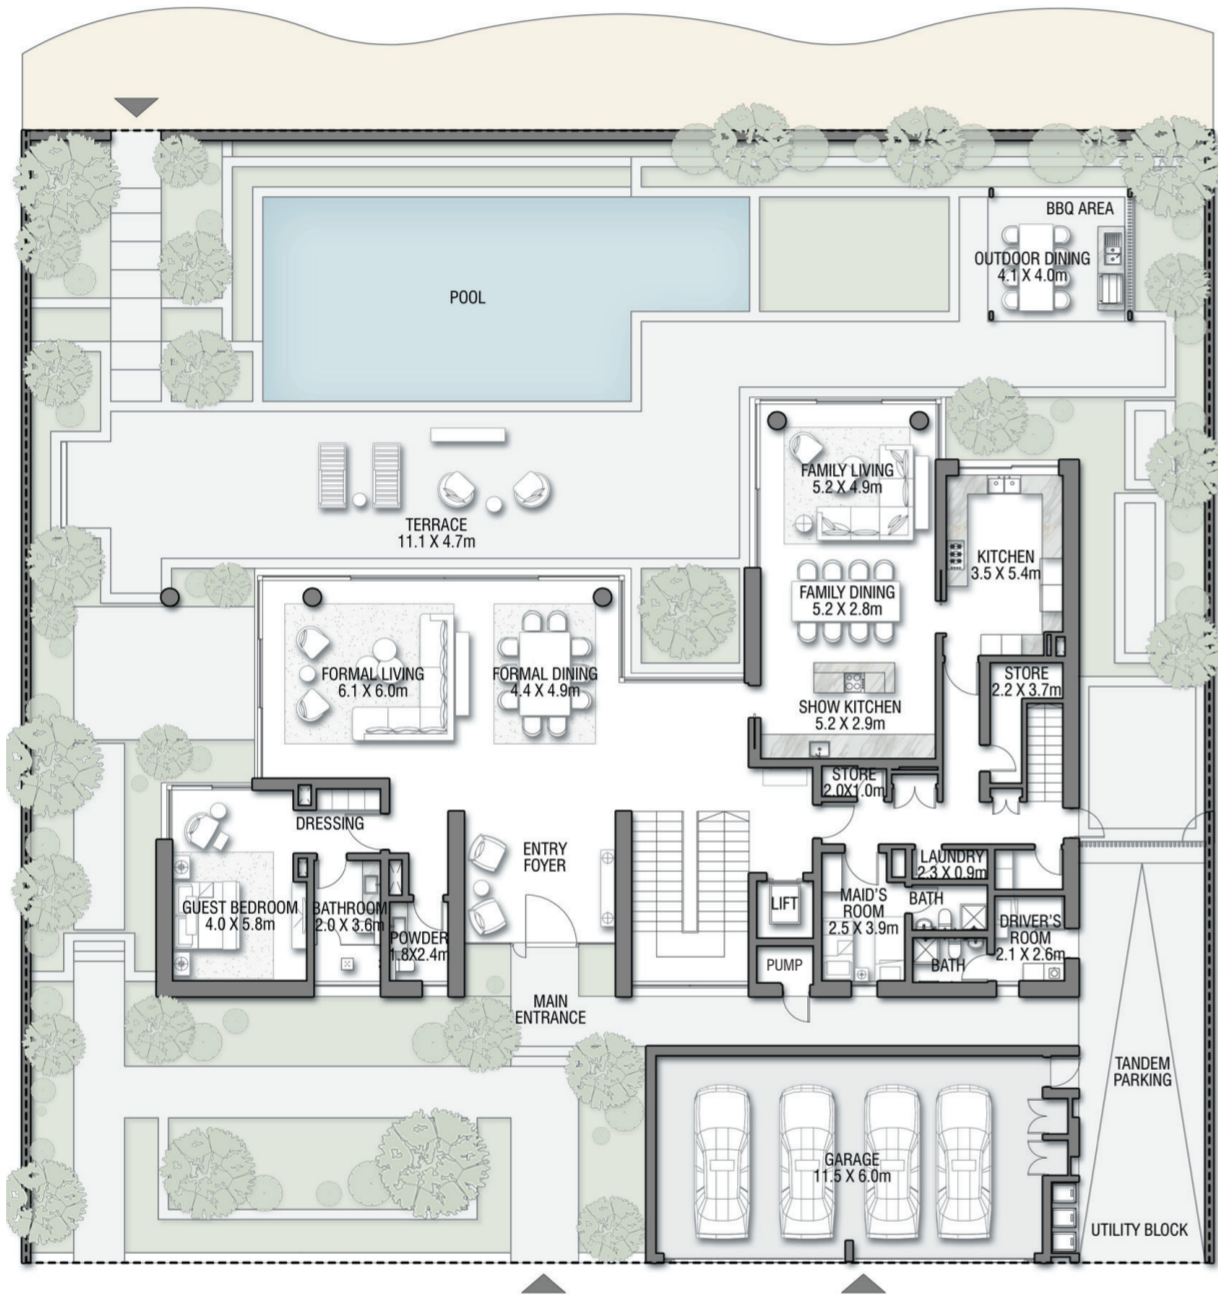 BBQ AREA
OUTDOOR DINING
4.1 X 4.0m
POOL
FAMILY LIVING
5.2 X 4.9m
TERRACE
11.1 X 4.7m
KITCHEN
3.5 X 5.4m
FAMILY DINING
5.2 X 2.8m
FORMAL LIVING
6.1 X 6.0m
FORMAL DINING
4.4 X 4.9m
STORE
2.2 X 3.7m
SHOW KITCHEN
5.2 X 2.9m
STORE
2.0X1.0m
DRESSING
ENTRY
FOYER
LAUNDRY
2.3 X 0.9m
GUEST BEDROOM
4.0 X 5.8m
BATHROOM
2.0 X 3.6m
LIFT
MAID'S
ROOM
2.5 X 3.9m
BATH
POWDER
1.8X2.4m
DRIVER'S
ROOM
2.1 X 2.6m
PUMP
BATH
MAIN
ENTRANCE
TANDEM
PARKING
GARAGE
11.5 X 6.0m
UTILITY BLOCK